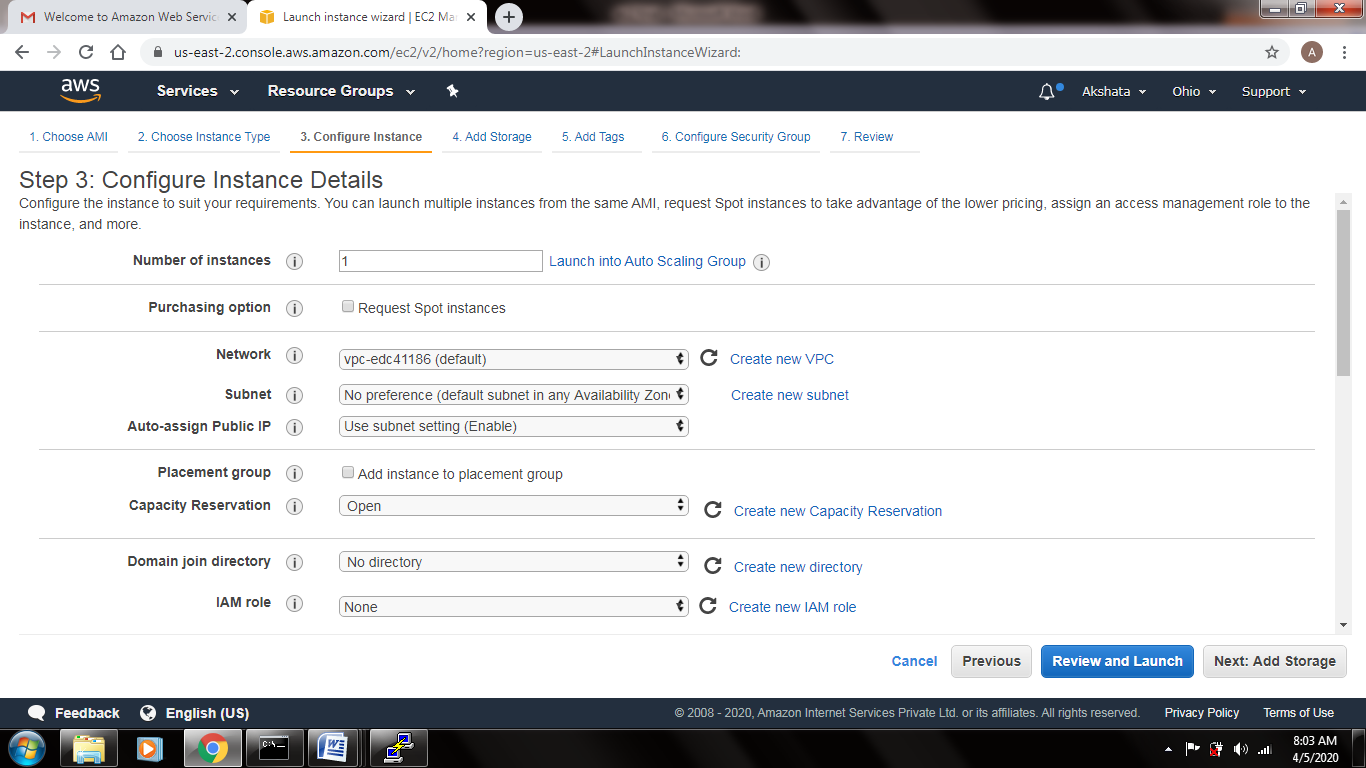 Welcome to Amazon Web Servic
Launch instance wizard | EC2 Ma
us-east-2.console.aws.amazon.com/ec2/v2/home?region=us-east-2#LaunchInstanceWizard:
A
aws
Services
Resource Groups
Akshata
Ohio
Support
1. Choose AMI
2. Choose Instance Type
3. Configure Instance
4. Add Storage
5. Add Tags
6. Configure Security Group
7. Review
Step 3: Configure Instance Details
Configure the instance to suit your requirements. You can launch multiple instances from the same AMI, request Spot instances to take advantage of the lower pricing, assign an access management role to the
instance, and more.
Number of instances
1
Launch into Auto Scaling Group
Purchasing option
Request Spot instances
Network
vpc-edc41186 (default)
Create new VPC
Subnet
No preference (default subnet in any Availability Zon
Create new subnet
Auto-assign Public IP
Use subnet setting (Enable)
Placement group
Add instance to placement group
Capacity Reservation
Open
Create new Capacity Reservation
Domain join directory
No directory
Create new directory
IAM role
None
Create new IAM role
Cancel
Previous
Review and Launch
Next: Add Storage
Feedback
English (US)
© 2008 - 2020, Amazon Internet Services Private Ltd. or its affiliates. All rights reserved.
Privacy Policy
Terms of Use
8:03 AM
4/5/2020